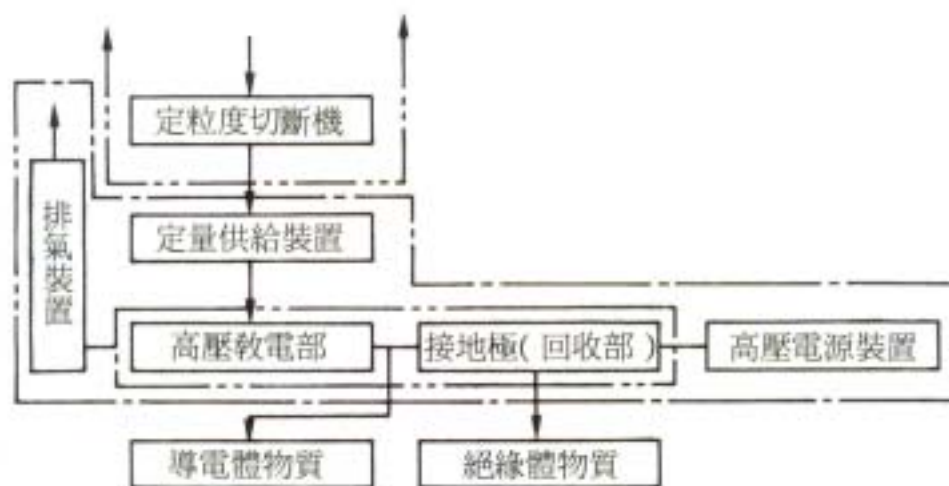 定粒度切斷機
排氣裝置
定量供給裝置
高壓敎電部
接地極(回收部)
高壓電源裝置
導電體物質
絕緣體物質